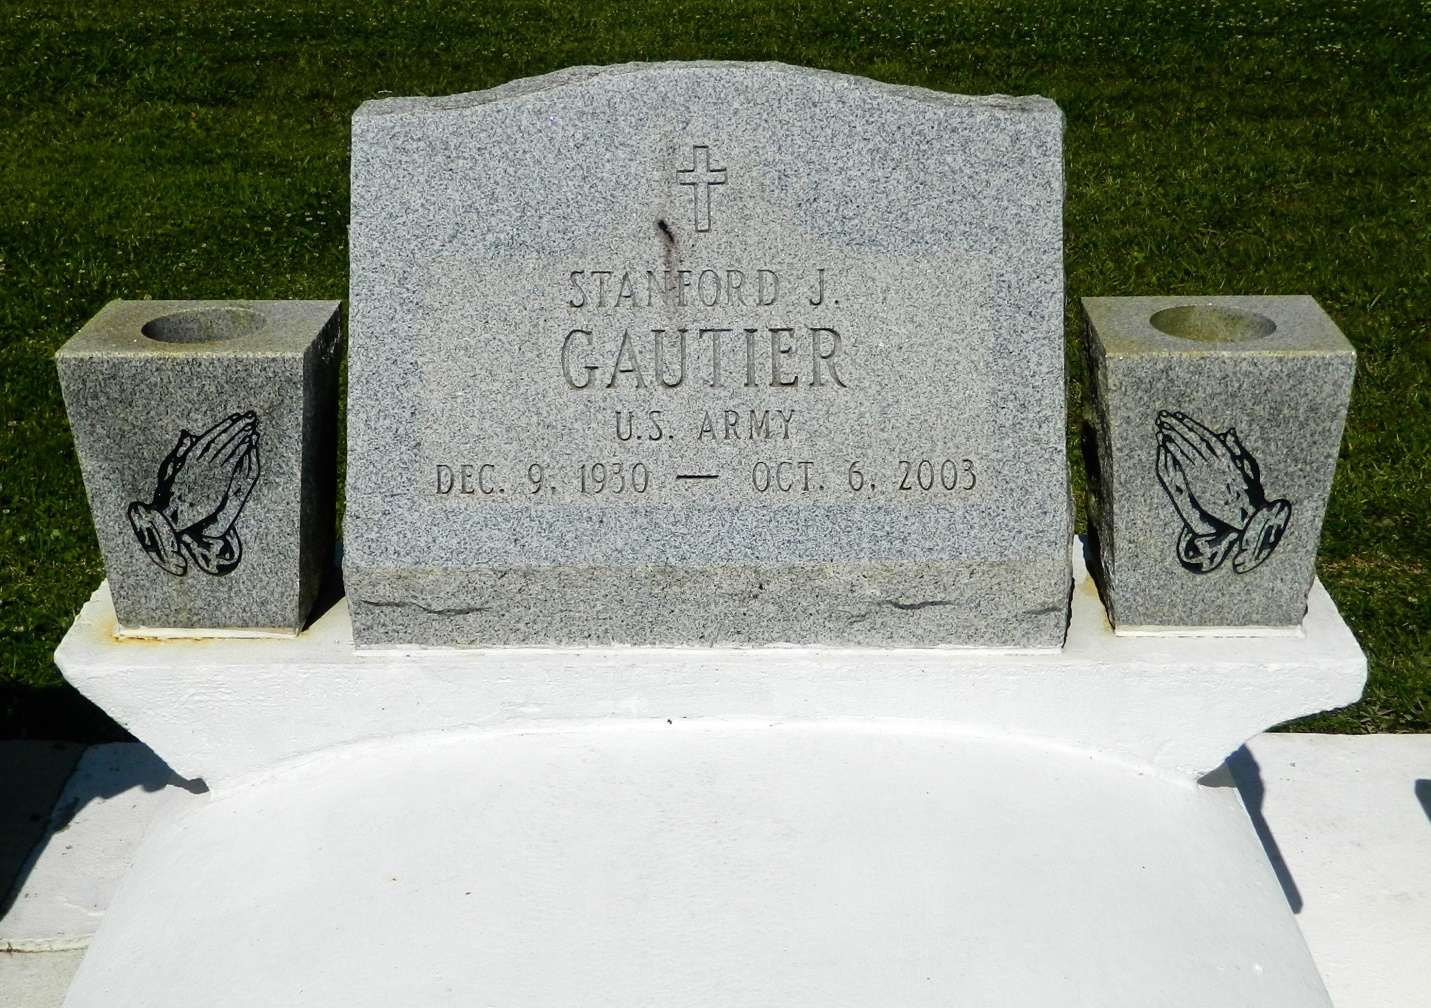 STANFORD J.
GAUTIER
U.S. ARMY
DEC. 9, 1930 — OCT. 6, 2003